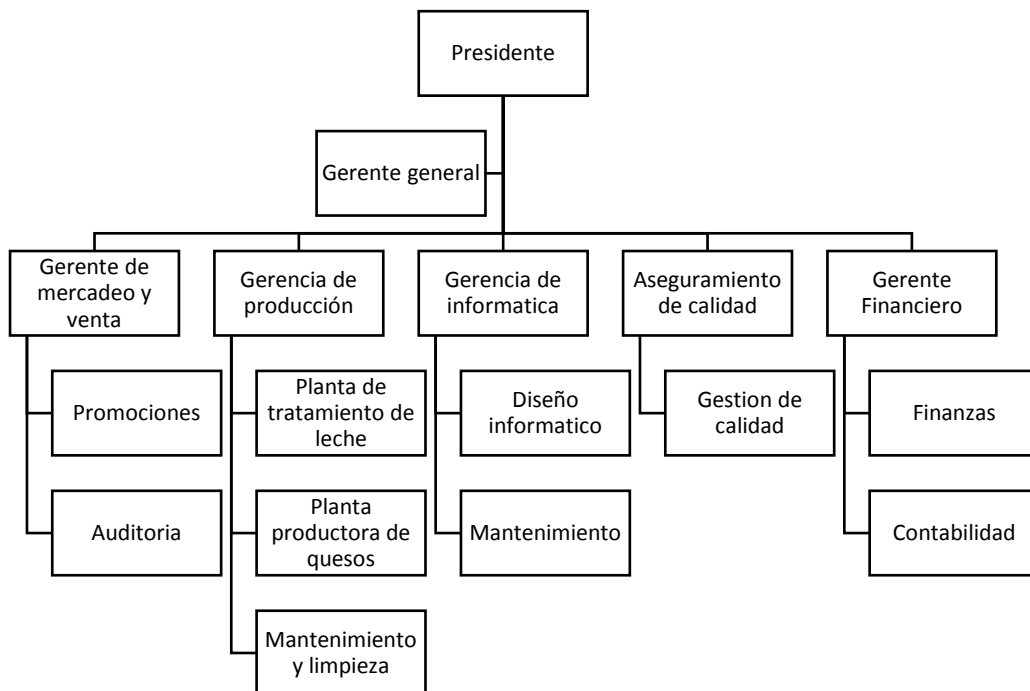 Presidente
Gerente general
Gerente de
mercadeo y
venta
Gerencia de
producción
Gerencia de
informatica
Aseguramiento
de calidad
Gerente
Financiero
Promociones
Planta de
tratamiento de
leche
Diseño
informatico
Gestion de
calidad
Finanzas
Auditoria
Planta
productora de
quesos
Mantenimiento
Contabilidad
Mantenimiento
y limpieza